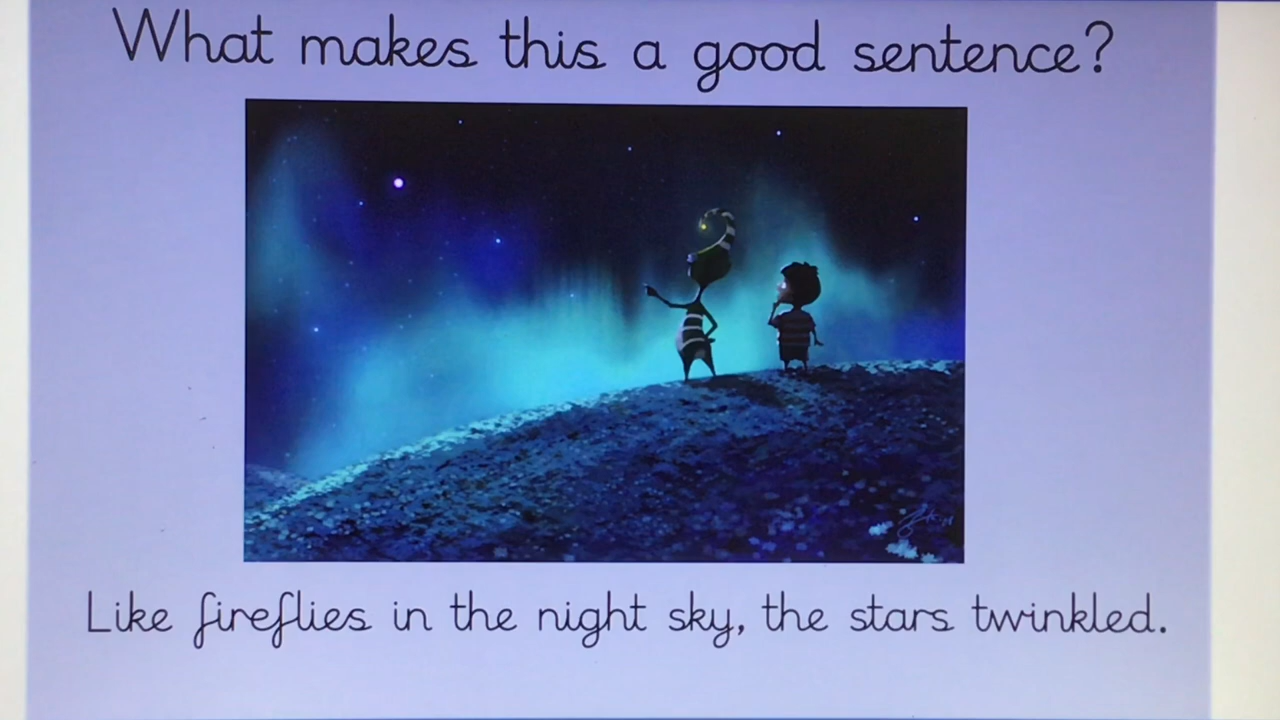 What makes this a good sentence?
Like fireflies in the night sky, the stars twinkled.